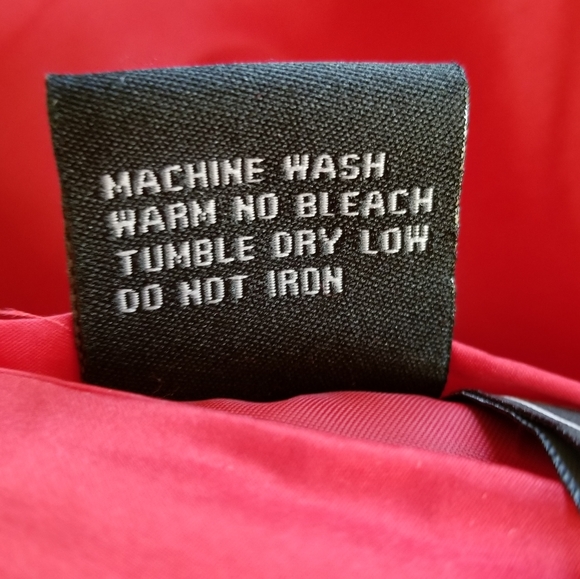 MACHINE WASH
WARM NO BLEACH
TUMBLE DRY LOW
DO NOT IRON